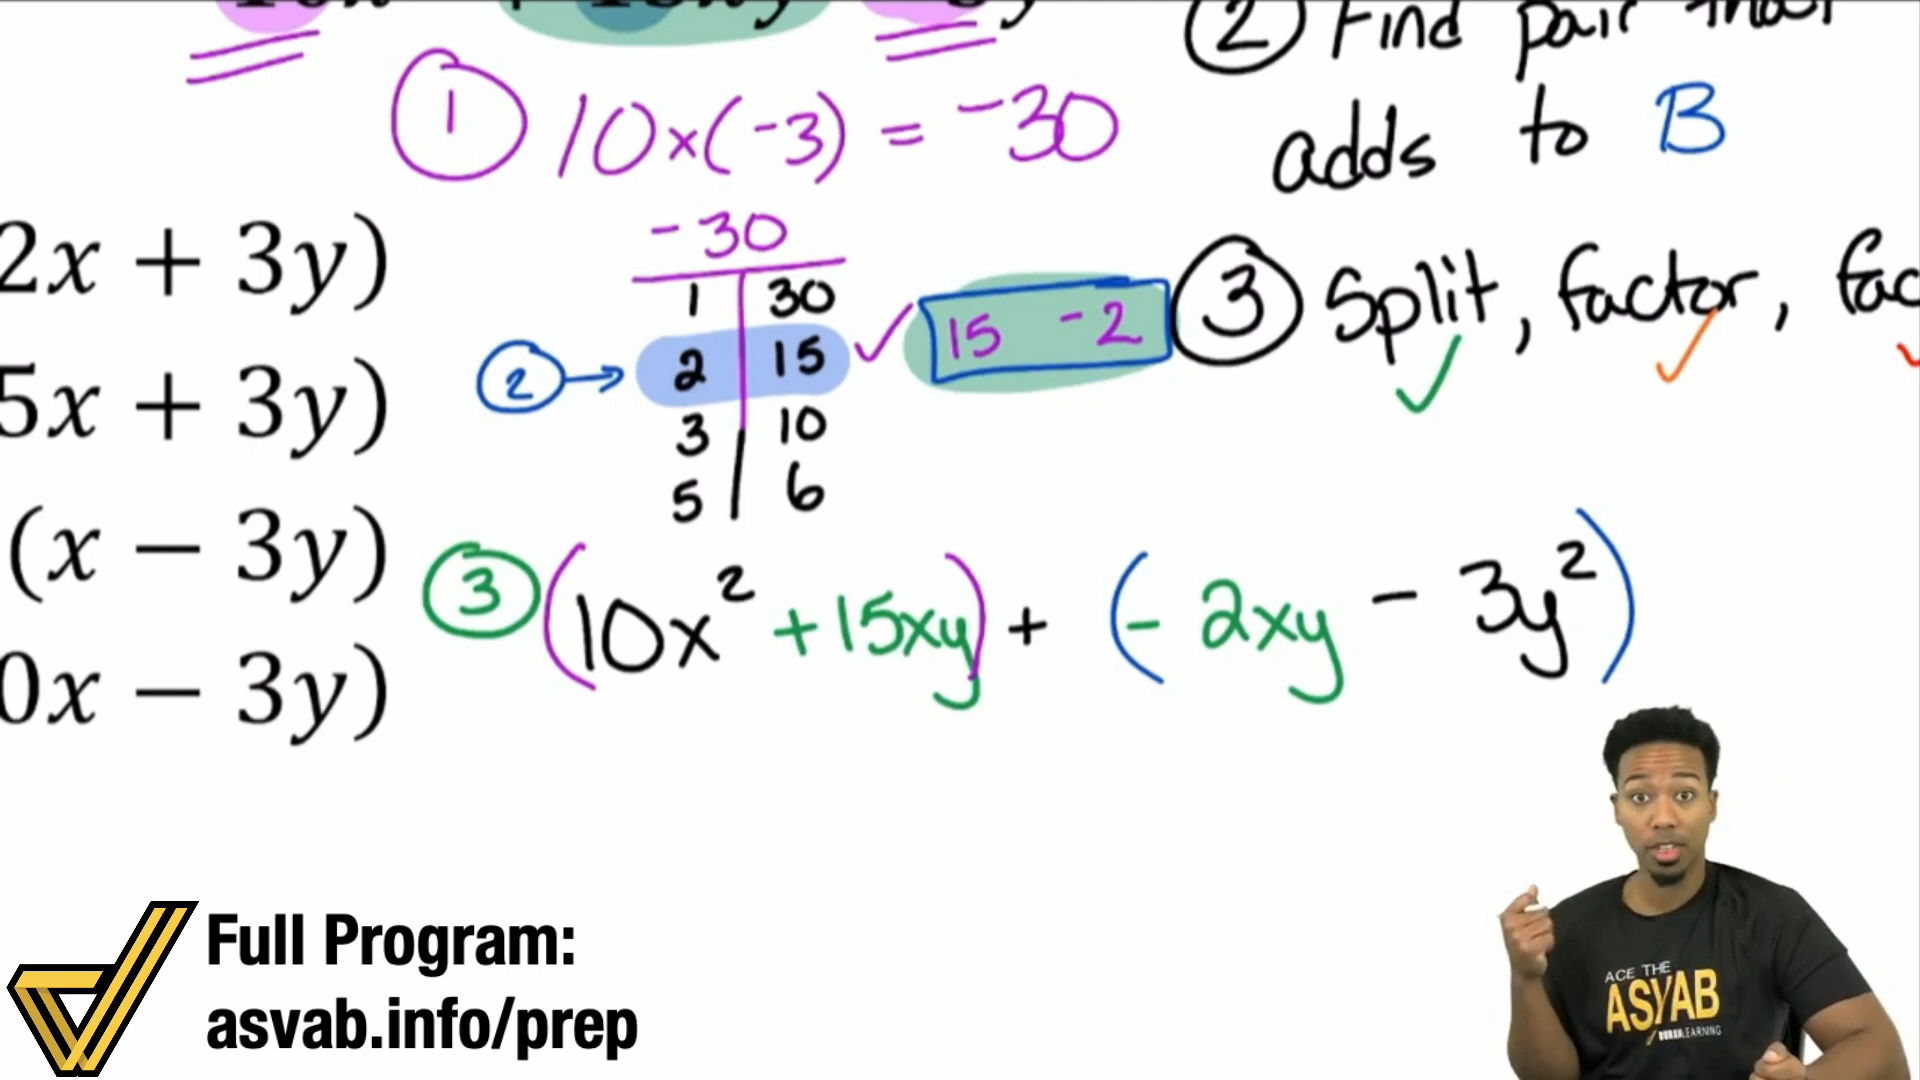 ② Find pair that
adds to B
① 10×(-3) = -30
2x + 3y)
5x + 3y)
(x − 3y)
0x − 3y)
-30
1 | 30
② → 2 | 15 ✓ 15 -2
3 | 10
5 | 6
③ Split, factor, fac
③ (10x² + 15xy) + (- 2xy - 3y²)
Full Program:
asvab.info/prep
ACE THE
ASVAB